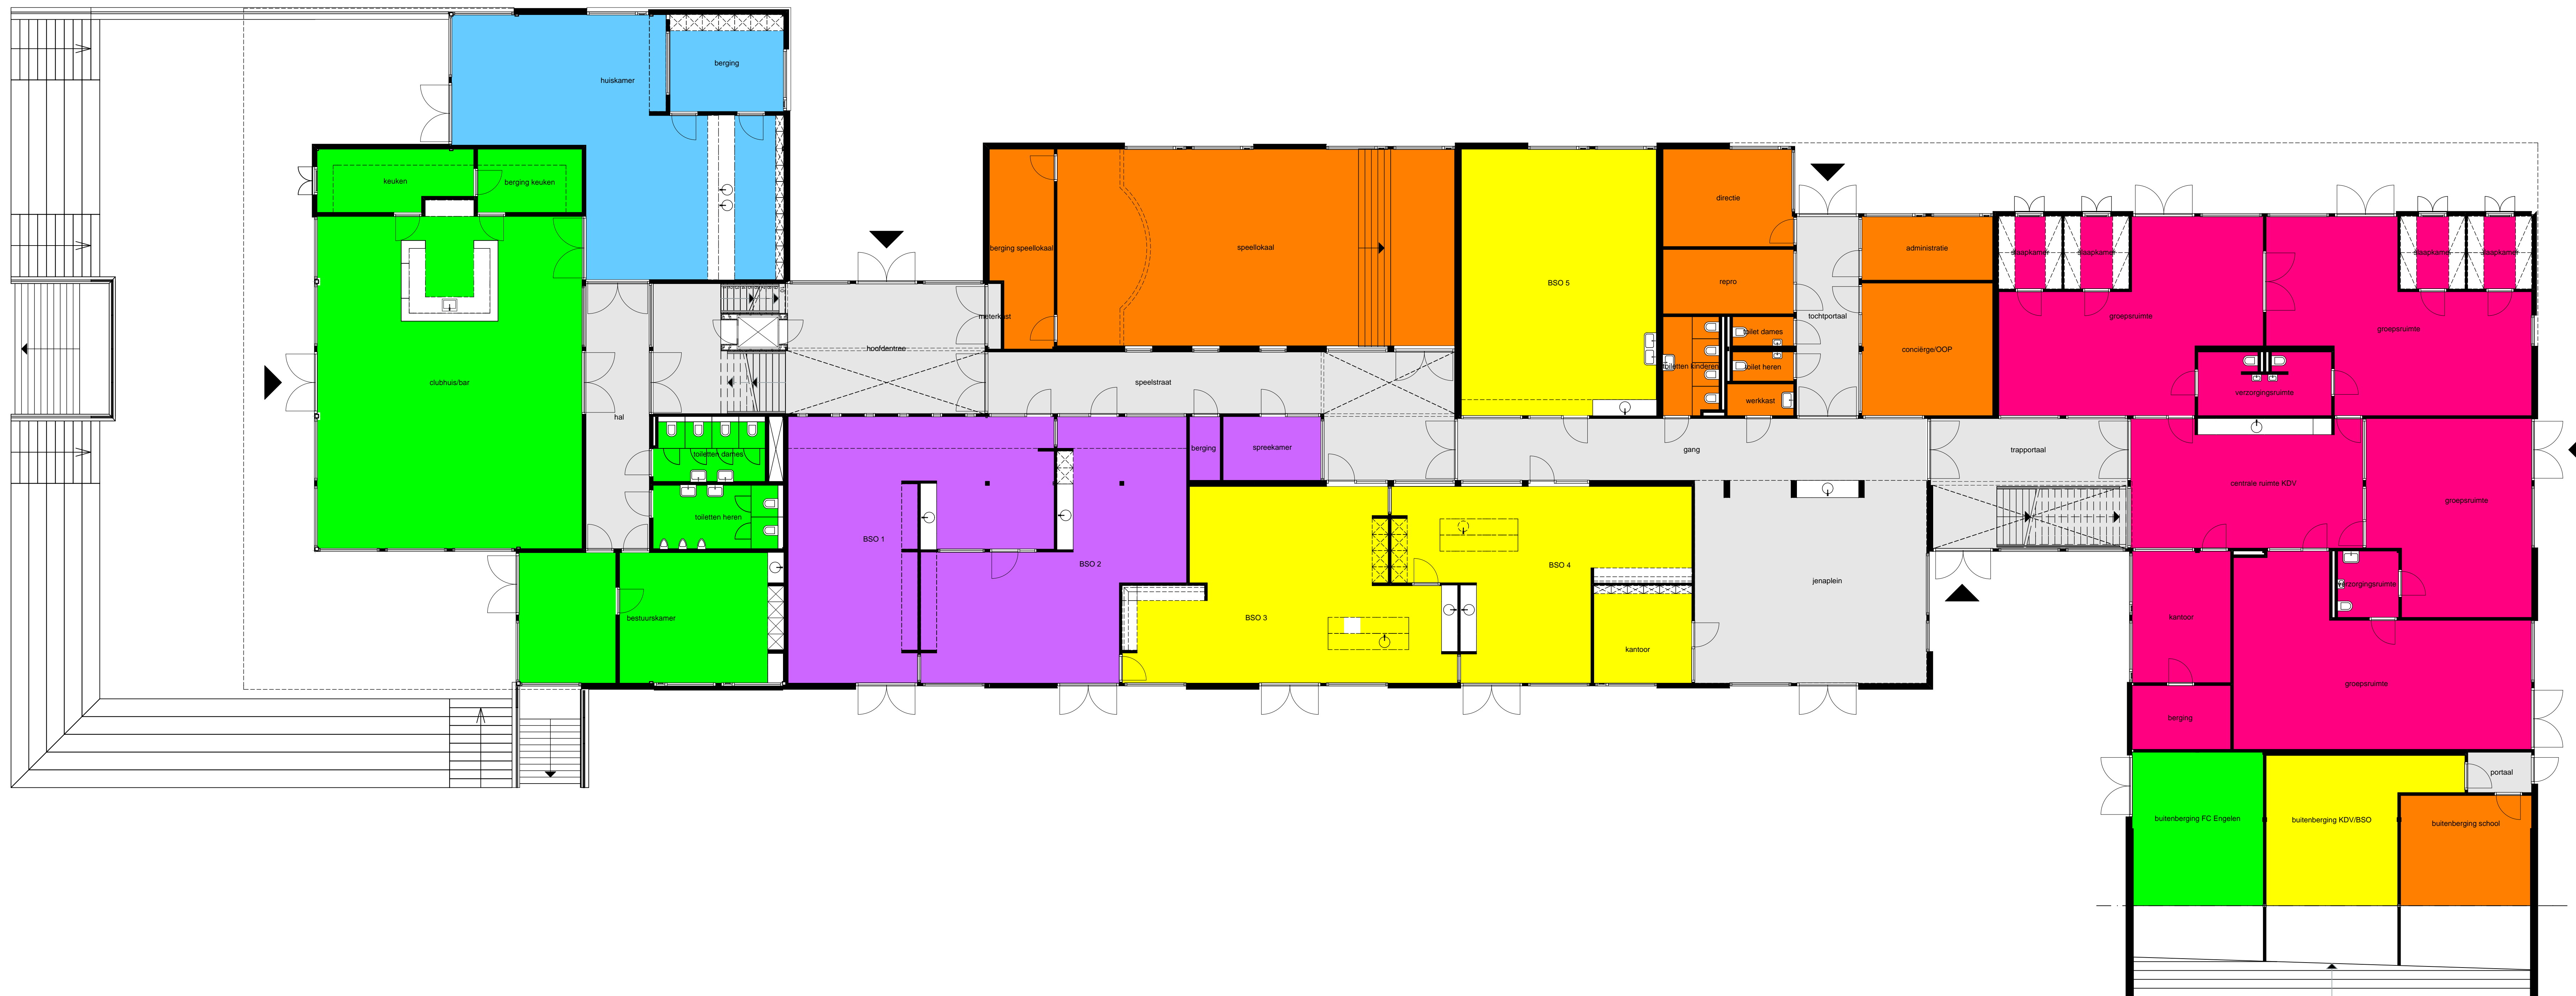 huiskamer
berging
keuken
berging keuken
clubhuis/bar
hal
hoofdentree
meterkast
berging speellokaal
speellokaal
speelstraat
toiletten dames
toiletten heren
bestuurskamer
BSO 1
BSO 2
berging
spreekamer
BSO 3
BSO 4
kantoor
BSO 5
directie
repro
toiletten kinderen
toilet dames
toilet heren
werkkast
tochtportaal
administratie
conciërge/OOP
gang
jenaplein
trapportaal
slaapkamer
slaapkamer
slaapkamer
slaapkamer
groepsruimte
groepsruimte
verzorgingsruimte
centrale ruimte KDV
groepsruimte
verzorgingsruimte
kantoor
groepsruimte
berging
portaal
buitenberging FC Engelen
buitenberging KDV/BSO
buitenberging school